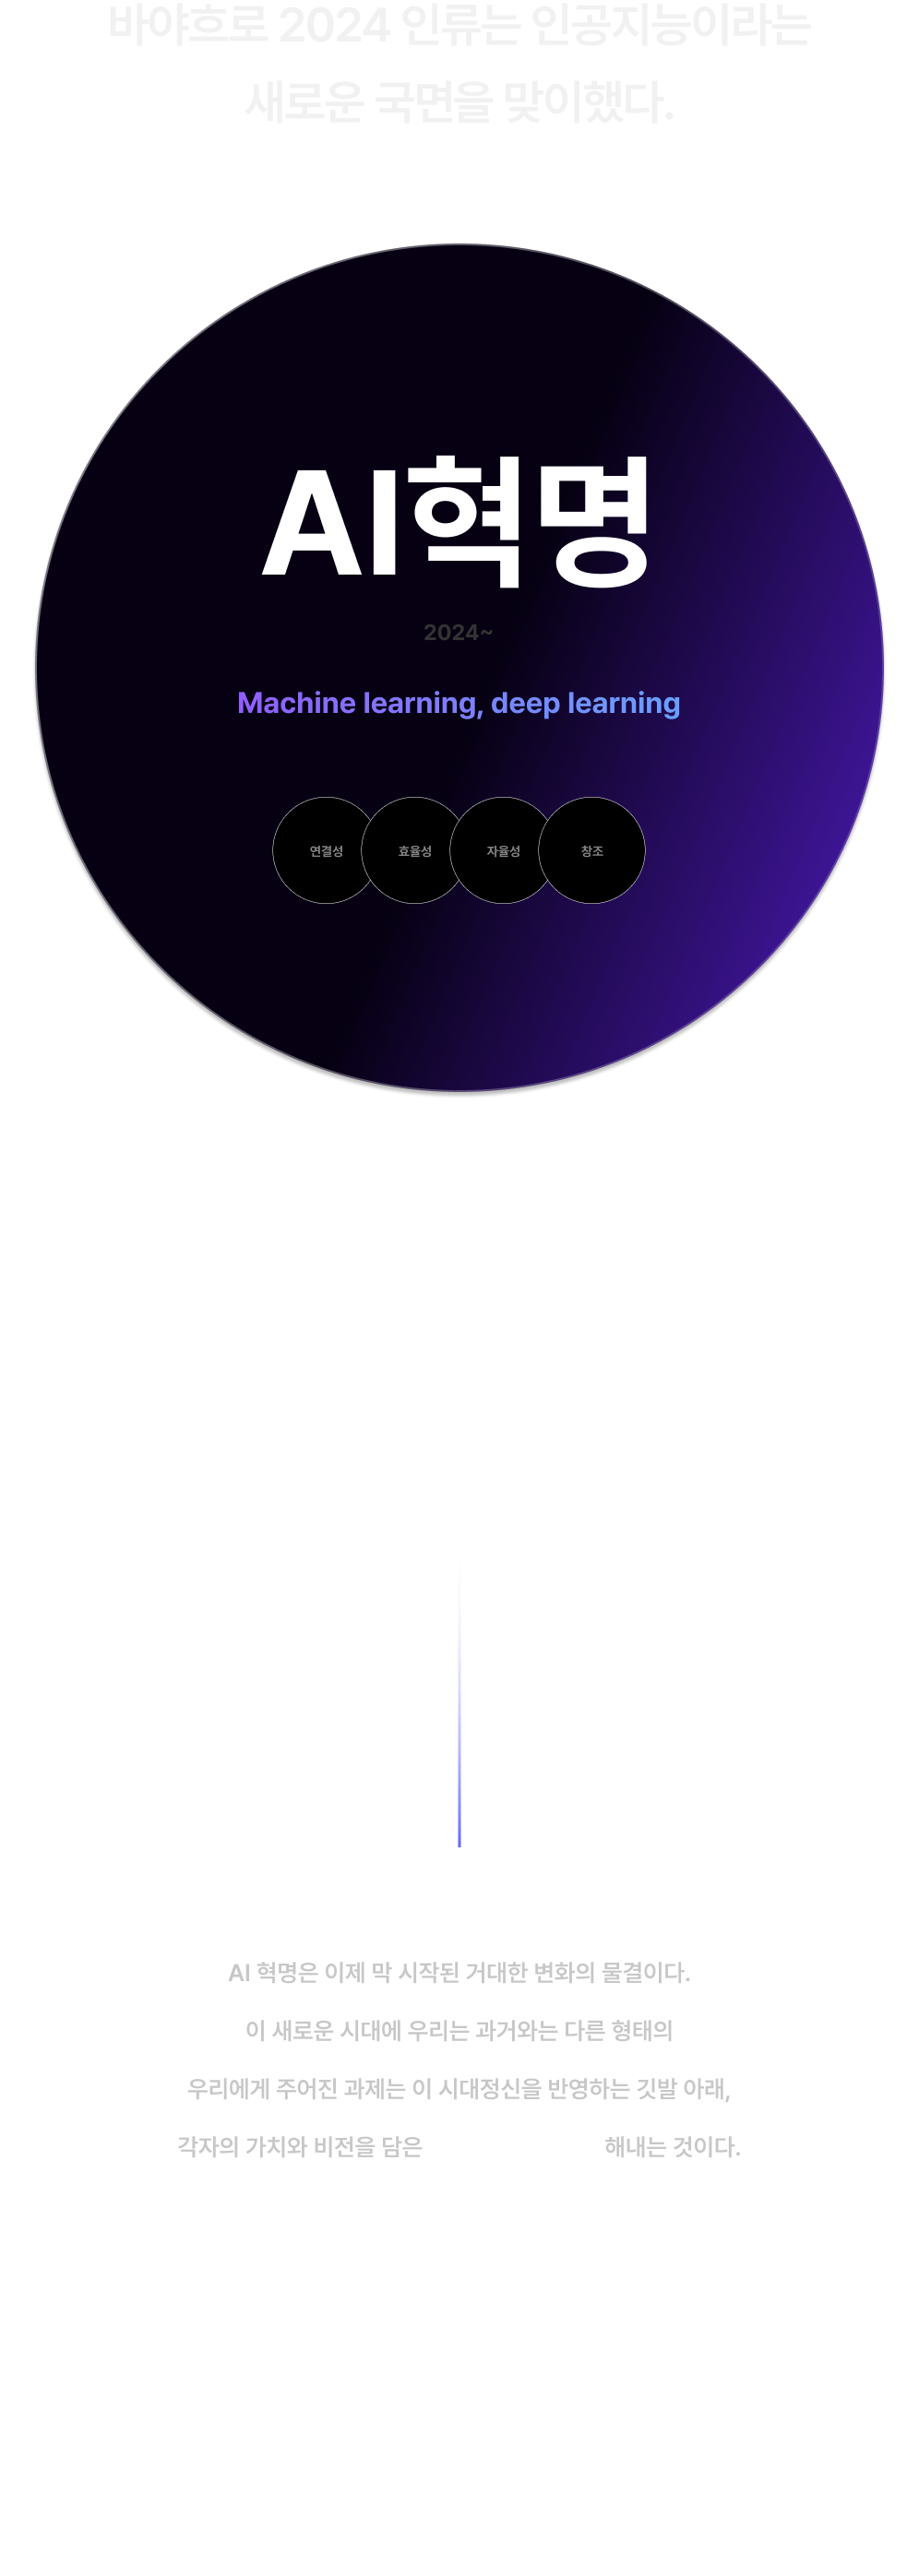 바야흐로 2024 인류는 인공지능이라는
새로운 국면을 맞이했다.
AI혁명
2024~
Machine learning, deep learning
연결성 효율성 자율성 창조
AI 혁명은 이제 막 시작된 거대한 변화의 물결이다.
이 새로운 시대에 우리는 과거와는 다른 형태의
우리에게 주어진 과제는 이 시대정신을 반영하는 깃발 아래,
각자의 가치와 비전을 담은 해내는 것이다.